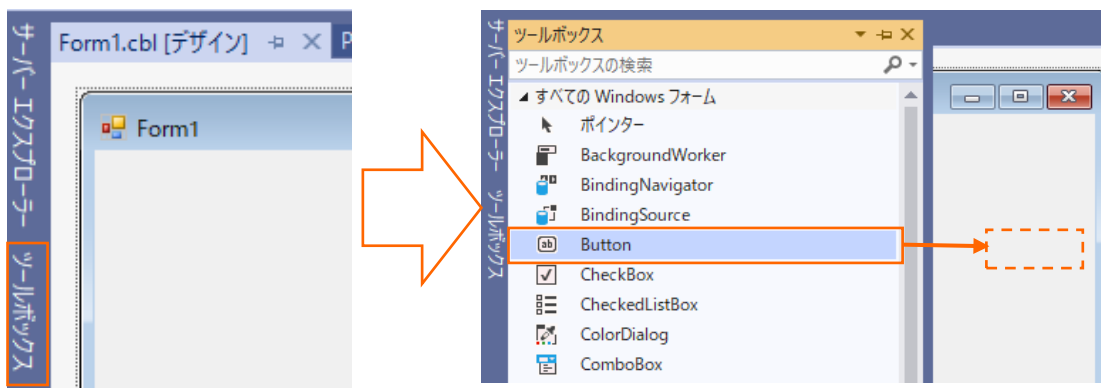 サーバー エクスプローラー
ツールボックス
Form1.cbl [デザイン]
P
Form1
サーバー エクスプローラー
ツールボックス
ツールボックス
ツールボックスの検索
すべての Windows フォーム
ポインター
BackgroundWorker
BindingNavigator
BindingSource
Button
CheckBox
CheckedListBox
ColorDialog
ComboBox